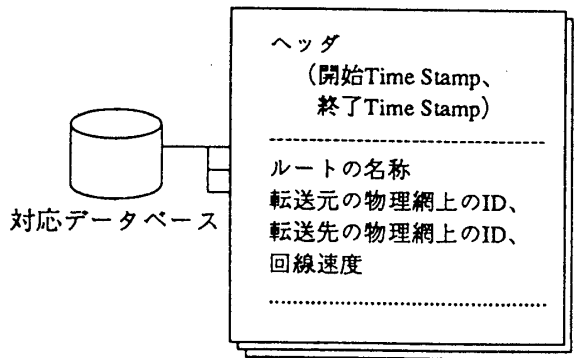 ヘッダ
（開始Time Stamp、
終了Time Stamp）
ルートの名称
転送元の物理網上のID、
転送先の物理網上のID、
回線速度
対応データベース